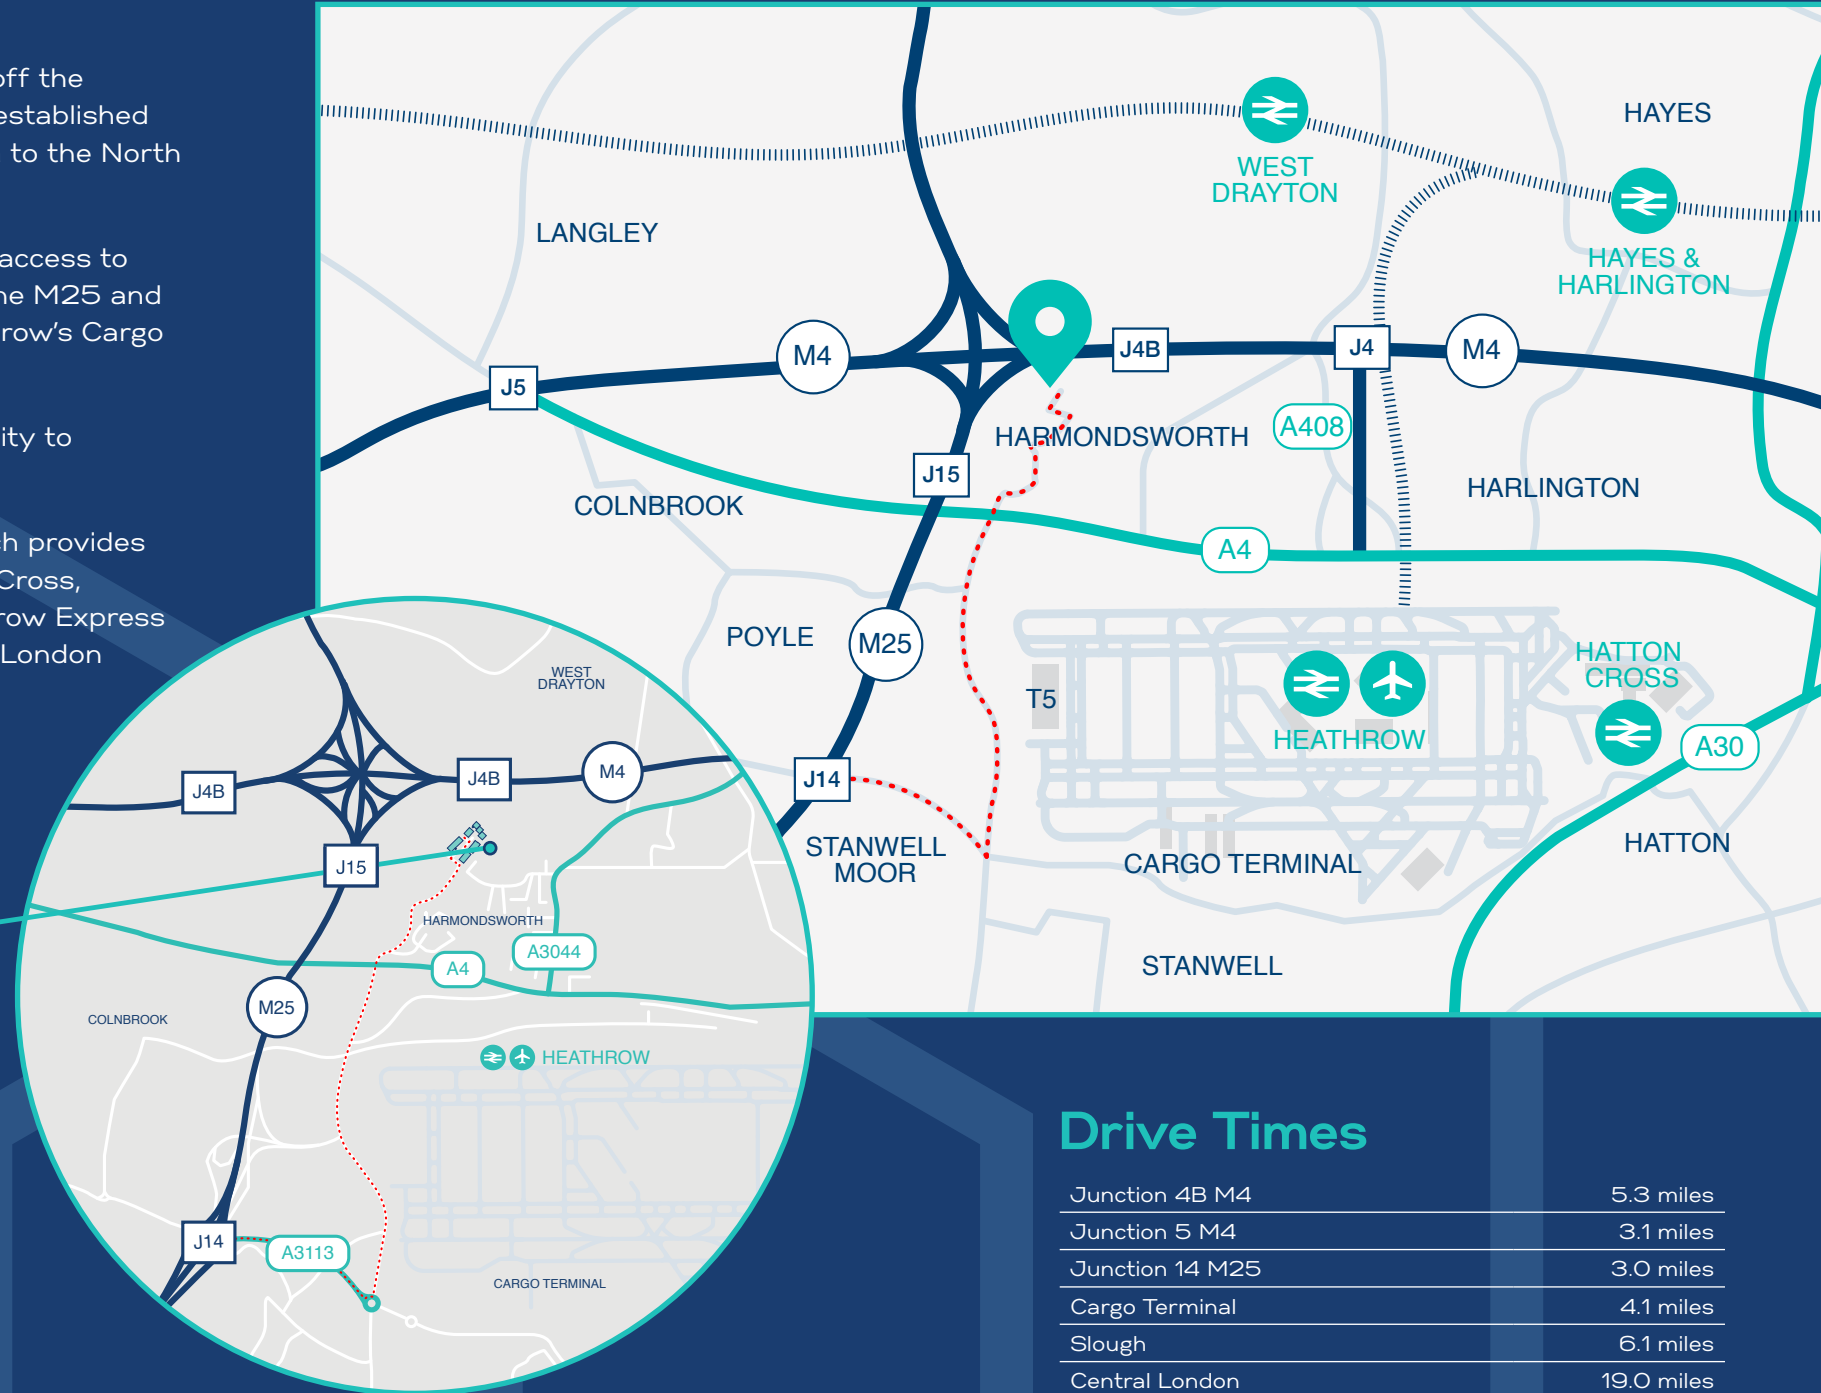 off the
established
to the North
access to
he M25 and
row's Cargo
ity to
ch provides
Cross,
row Express
London
HAYES
WEST
DRAYTON
LANGLEY
HAYES &
HARLINGTON
M4
J4B
J4
M4
J5
A408
HARMONDSWORTH
J15
HARLINGTON
COLNBROOK
A4
POYLE
M25
HATTON
CROSS
T5
HEATHROW
A30
J14
STANWELL
MOOR
CARGO TERMINAL
HATTON
STANWELL
WEST
DRAYTON
J4B
J4B
M4
J15
HARMONDSWORTH
A3044
A4
M25
COLNBROOK
HEATHROW
J14
A3113
CARGO TERMINAL
Drive Times
Junction 4B M4 5.3 miles
Junction 5 M4 3.1 miles
Junction 14 M25 3.0 miles
Cargo Terminal 4.1 miles
Slough 6.1 miles
Central London 19.0 miles